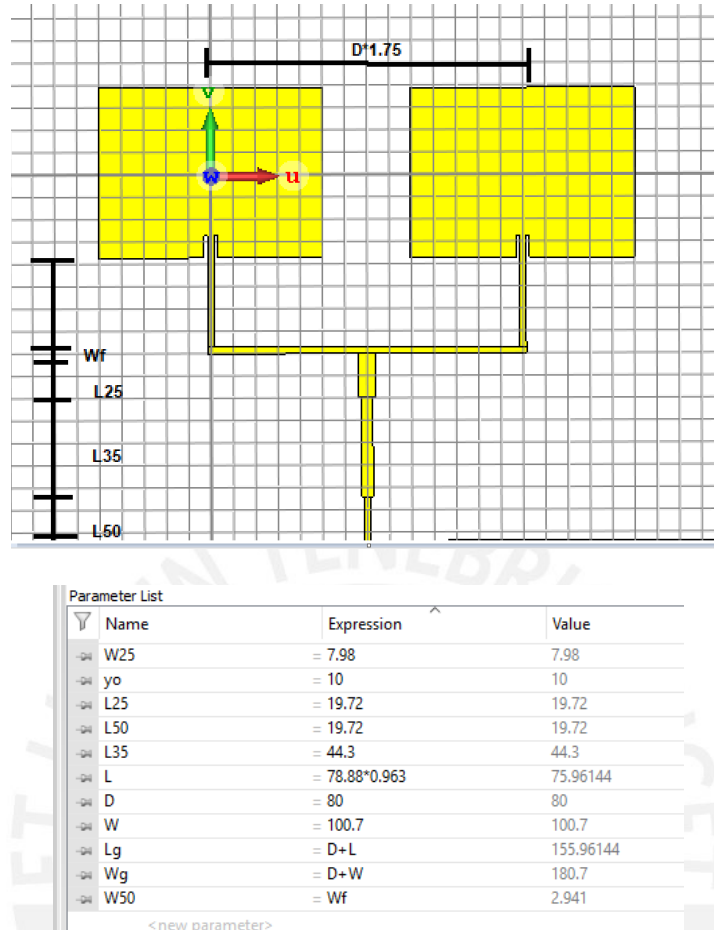 D*1.75
v
w
u
Wf
L25
L35
L50
IN TENEBRI
Parameter List
Name Expression Value
W25 = 7.98 7.98
yo = 10 10
L25 = 19.72 19.72
L50 = 19.72 19.72
L35 = 44.3 44.3
L = 78.88*0.963 75.96144
D = 80 80
W = 100.7 100.7
Lg = D+L 155.96144
Wg = D+W 180.7
W50 = Wf 2.941
<new parameter>